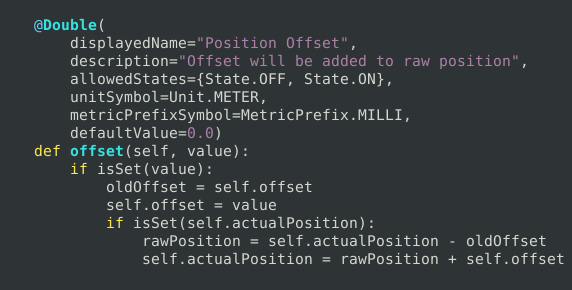 @Double(
    displayedName="Position Offset",
    description="Offset will be added to raw position",
    allowedStates={State.OFF, State.ON},
    unitSymbol=Unit.METER,
    metricPrefixSymbol=MetricPrefix.MILLI,
    defaultValue=0.0)
def offset(self, value):
    if isSet(value):
        oldOffset = self.offset
        self.offset = value
        if isSet(self.actualPosition):
            rawPosition = self.actualPosition - oldOffset
            self.actualPosition = rawPosition + self.offset